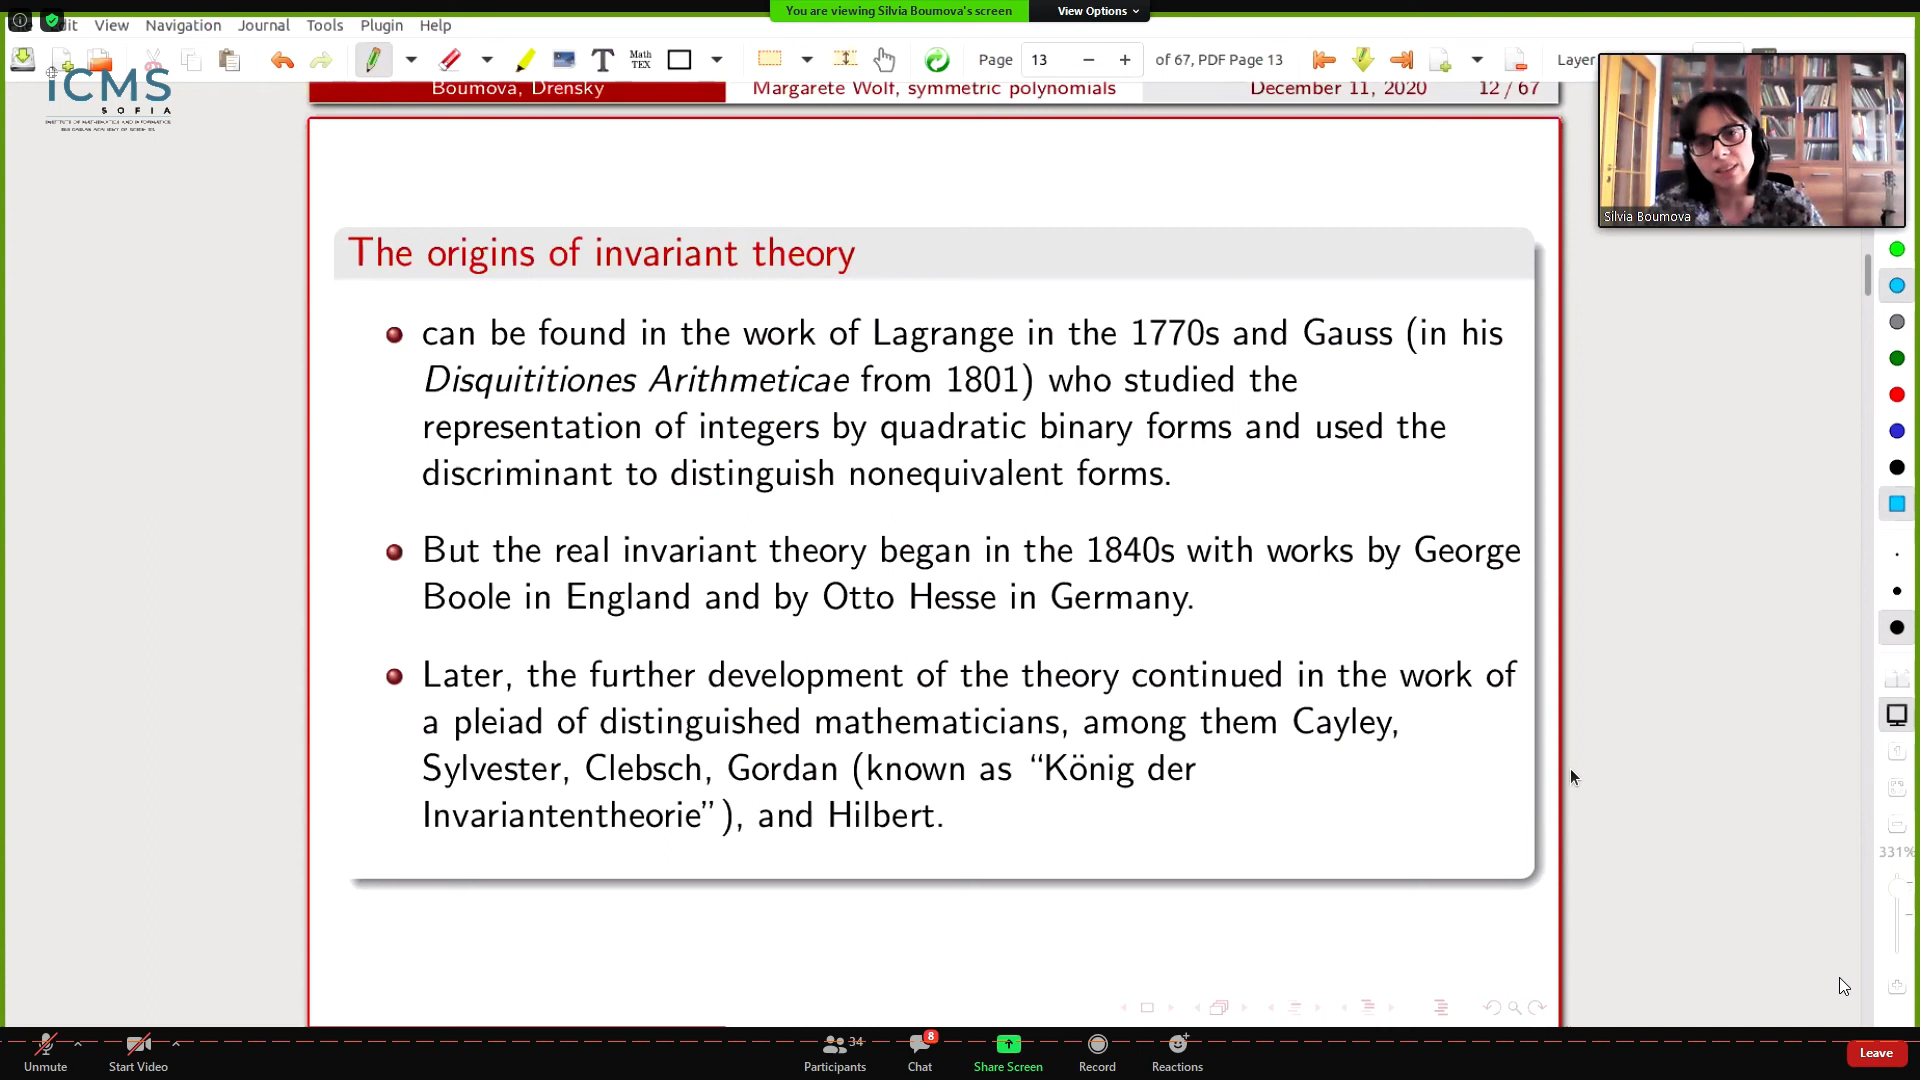 You are viewing Silvia Boumova's screen
View Options
View Navigation Journal Tools Plugin Help
Math
TEX
T
Page 13 of 67, PDF Page 13
Layer
iCMS
SOFIA
Boumova, Drensky Margarete Wolf, symmetric polynomials December 11, 2020 12 / 67
Silvia Boumova
The origins of invariant theory
can be found in the work of Lagrange in the 1770s and Gauss (in his
Disquititiones Arithmeticae from 1801) who studied the
representation of integers by quadratic binary forms and used the
discriminant to distinguish nonequivalent forms.
But the real invariant theory began in the 1840s with works by George
Boole in England and by Otto Hesse in Germany.
Later, the further development of the theory continued in the work of
a pleiad of distinguished mathematicians, among them Cayley,
Sylvester, Clebsch, Gordan (known as “König der
Invariantentheorie”), and Hilbert.
331%
Unmute
Start Video
34
Participants
8
Chat
Share Screen
Record
Reactions
Leave